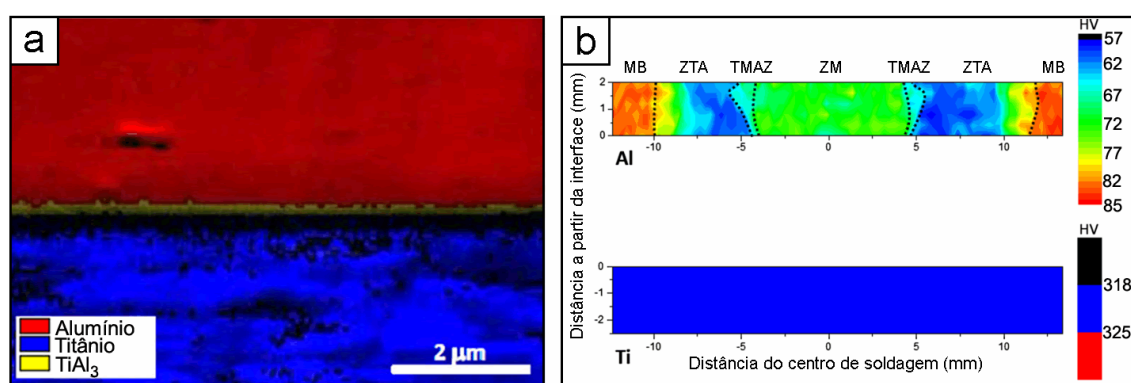 a
Alumínio
Titânio
TiAl3
2 µm
b
MB ZTA TMAZ ZM TMAZ ZTA MB
Distância a partir da interface (mm)
2
1
0
Al
-10 -5 0 5 10
0
-1
-2
Ti
-10 -5 0 5 10
Distância do centro de soldagem (mm)
HV
57
62
67
72
77
82
85
HV
318
325